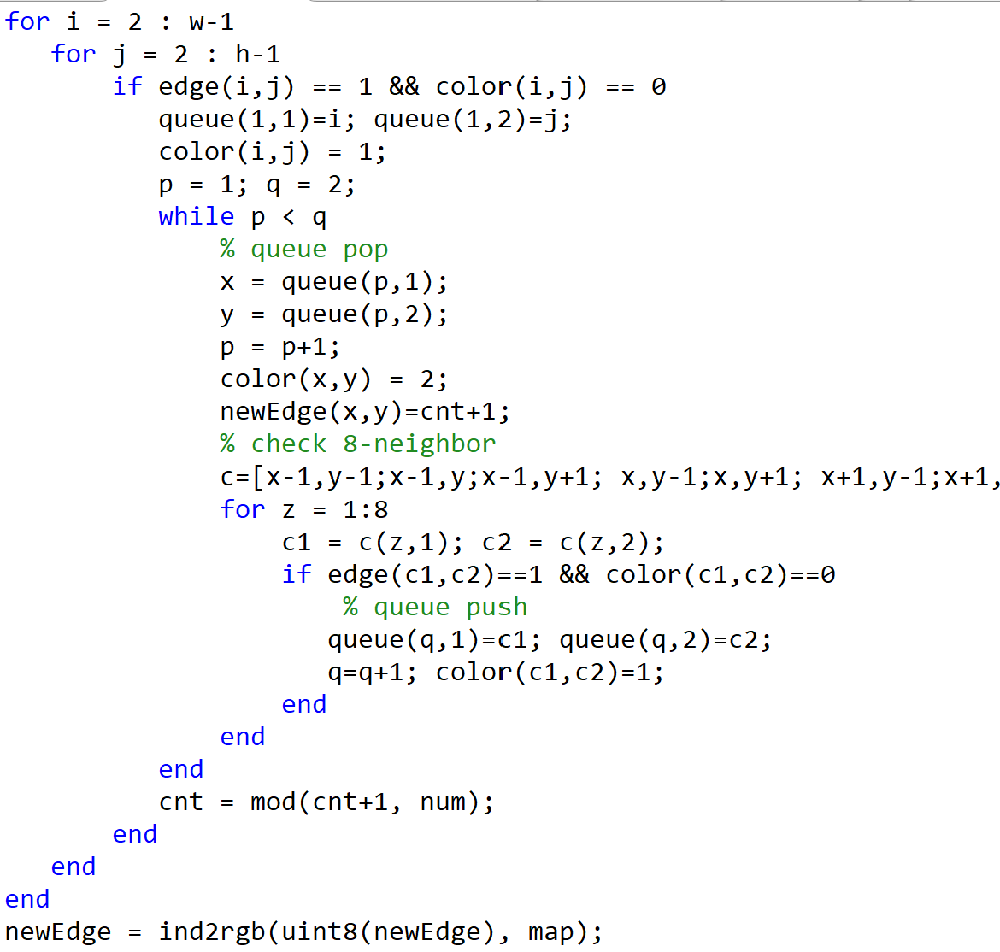 for i = 2 : w-1
   for j = 2 : h-1
       if edge(i,j) == 1 && color(i,j) == 0
          queue(1,1)=i; queue(1,2)=j;
          color(i,j) = 1;
          p = 1; q = 2;
          while p < q
              % queue pop
              x = queue(p,1);
              y = queue(p,2);
              p = p+1;
              color(x,y) = 2;
              newEdge(x,y)=cnt+1;
              % check 8-neighbor
              c=[x-1,y-1;x-1,y;x-1,y+1; x,y-1;x,y+1; x+1,y-1;x+1,
              for z = 1:8
                  c1 = c(z,1); c2 = c(z,2);
                  if edge(c1,c2)==1 && color(c1,c2)==0
                      % queue push
                     queue(q,1)=c1; queue(q,2)=c2;
                     q=q+1; color(c1,c2)=1;
                  end
              end
          end
          cnt = mod(cnt+1, num);
       end
   end
end
newEdge = ind2rgb(uint8(newEdge), map);